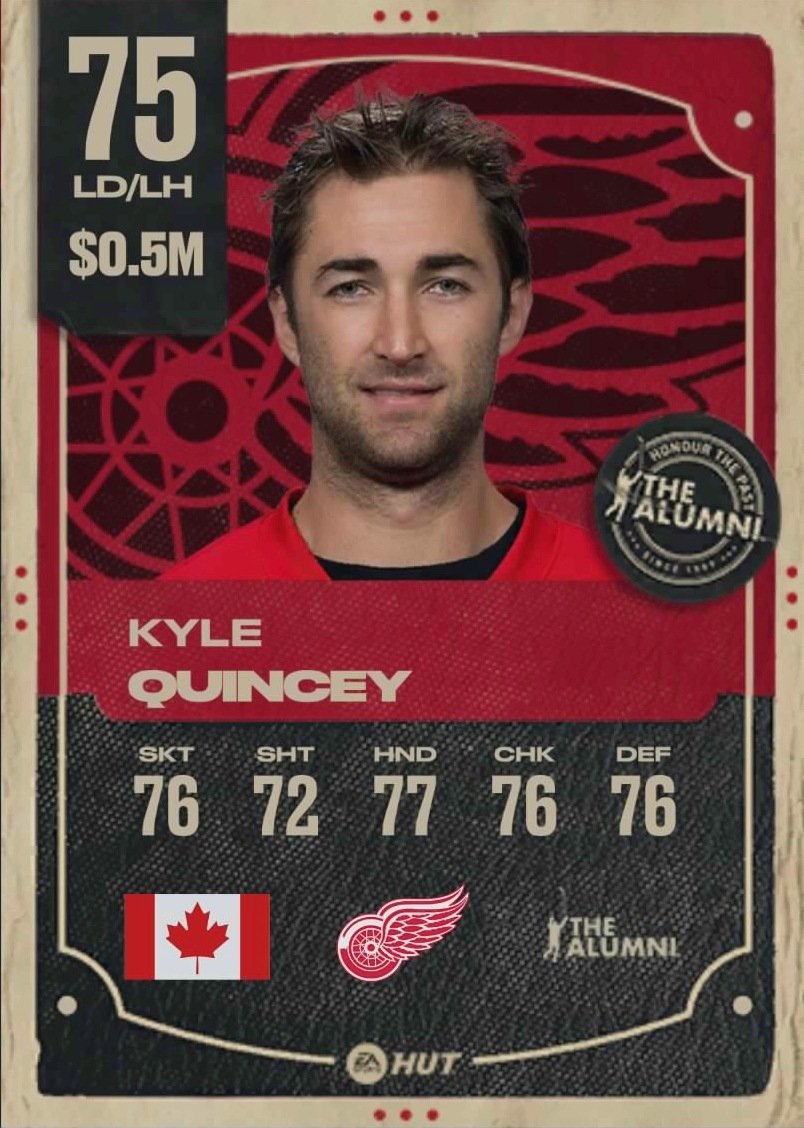 75
LD/LH
$0.5M
HONOUR THE PAST
THE
ALUMNI
KYLE
QUINCEY
SKT SHT HND CHK DEF
76 72 77 76 76
THE
ALUMNI
EA
HUT